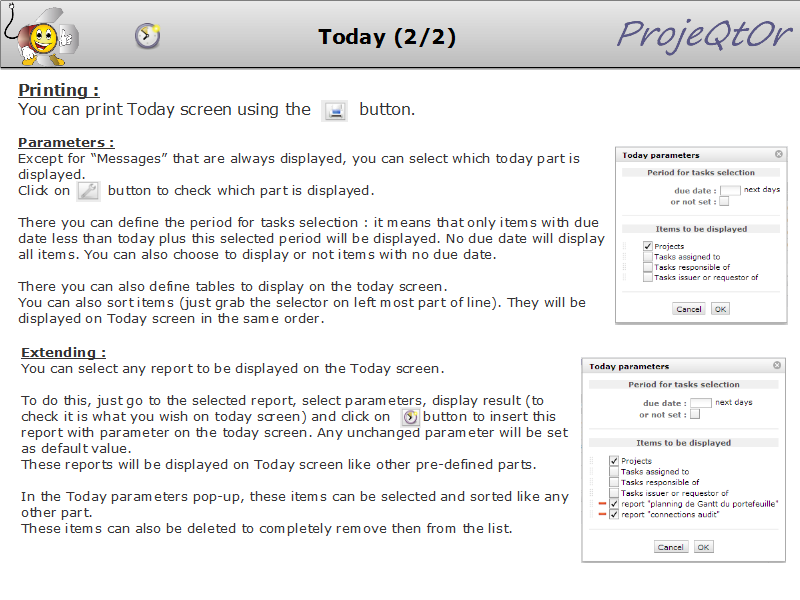 Today (2/2)
ProjeQtOr
Printing :
You can print Today screen using the button.
Parameters :
Except for “Messages” that are always displayed, you can select which today part is
displayed.
Click on button to check which part is displayed.
There you can define the period for tasks selection : it means that only items with due
date less than today plus this selected period will be displayed. No due date will display
all items. You can also choose to display or not items with no due date.
There you can also define tables to display on the today screen.
You can also sort items (just grab the selector on left most part of line). They will be
displayed on Today screen in the same order.
Today parameters
Period for tasks selection
due date : next days
or not set :
Items to be displayed
Projects
Tasks assigned to
Tasks responsible of
Tasks issuer or requestor of
Cancel OK
Extending :
You can select any report to be displayed on the Today screen.
To do this, just go to the selected report, select parameters, display result (to
check it is what you wish on today screen) and click on button to insert this
report with parameter on the today screen. Any unchanged parameter will be set
as default value.
These reports will be displayed on Today screen like other pre-defined parts.
In the Today parameters pop-up, these items can be selected and sorted like any
other part.
These items can also be deleted to completely remove then from the list.
Today parameters
Period for tasks selection
due date : next days
or not set :
Items to be displayed
Projects
Tasks assigned to
Tasks responsible of
Tasks issuer or requestor of
report "planning de Gantt du portefeuille"
report "connections audit"
Cancel OK